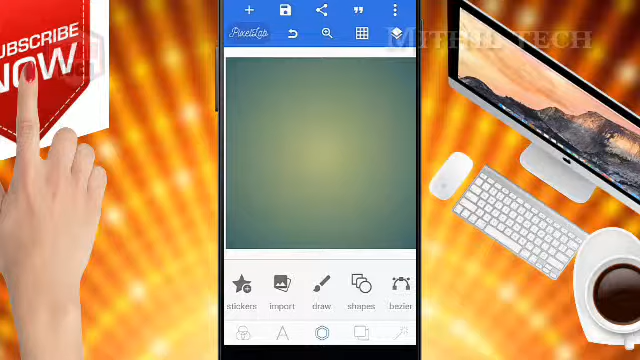 SUBSCRIBE
NOW
PixelLab
MITHIL TECH
stickers
import
draw
shapes
bezier